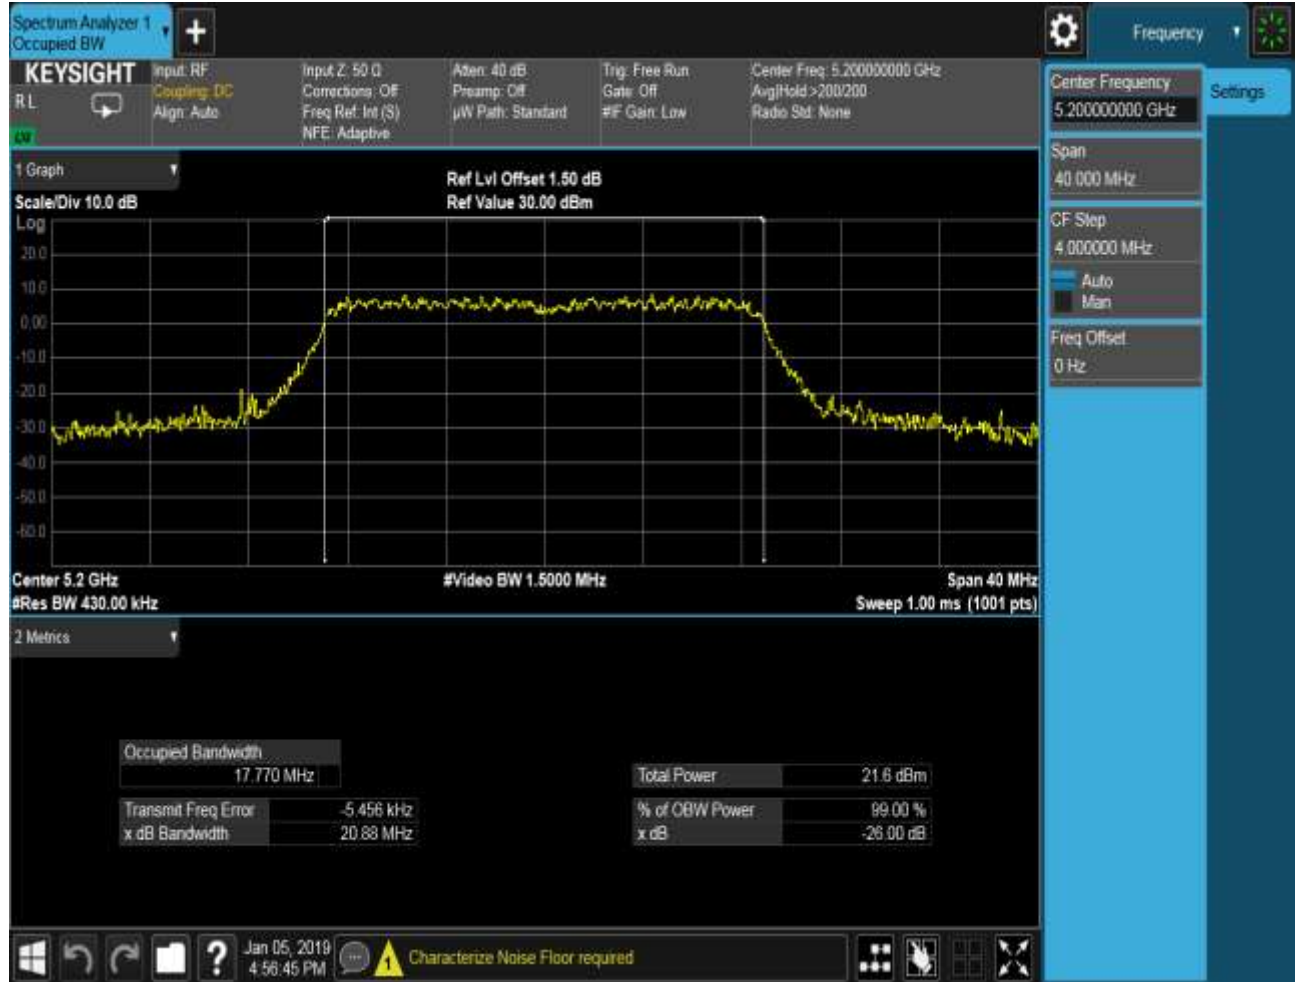 Spectrum Analyzer 1
Occupied BW
Frequency
KEYSIGHT
R L
Input: RF
Coupling: DC
Align: Auto
Input Z: 50 Ω
Corrections: Off
Freq Ref: Int (S)
NFE: Adaptive
Atten: 40 dB
Preamp: Off
µW Path: Standard
Trig: Free Run
Gate: Off
#IF Gain: Low
Center Freq: 5.200000000 GHz
Avg|Hold:>200/200
Radio Std: None
Center Frequency
5.200000000 GHz
Settings
Span
40.000 MHz
CF Step
4.000000 MHz
Auto
Man
Freq Offset
0 Hz
1 Graph
Scale/Div 10.0 dB
Ref Lvl Offset 1.50 dB
Ref Value 30.00 dBm
Log
20.0
10.0
0.00
-10.0
-20.0
-30.0
-40.0
-50.0
-60.0
Center 5.2 GHz
#Video BW 1.5000 MHz
Span 40 MHz
#Res BW 430.00 kHz
Sweep 1.00 ms (1001 pts)
2 Metrics
Occupied Bandwidth
17.770 MHz
Total Power 21.6 dBm
Transmit Freq Error -5.456 kHz
% of OBW Power 99.00 %
x dB Bandwidth 20.88 MHz
x dB -26.00 dB
?
Jan 05, 2019
4:56:45 PM
1
Characterize Noise Floor required